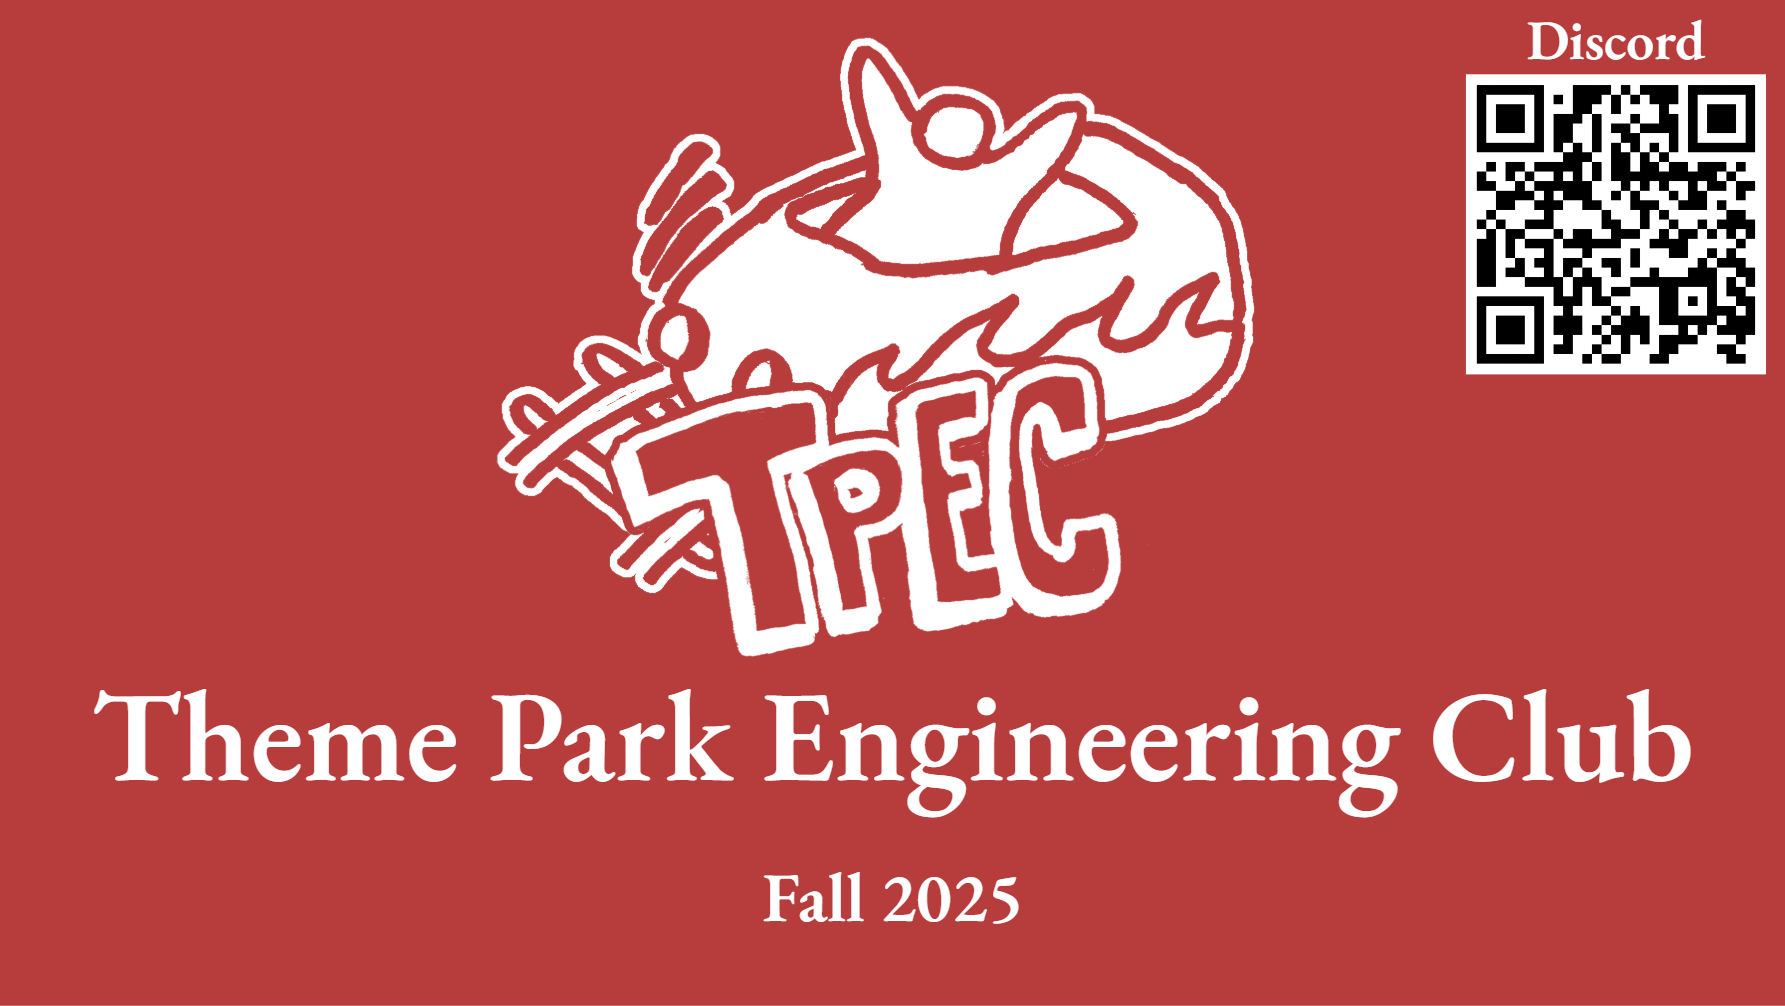 Discord
TPEC
Theme Park Engineering Club
Fall 2025